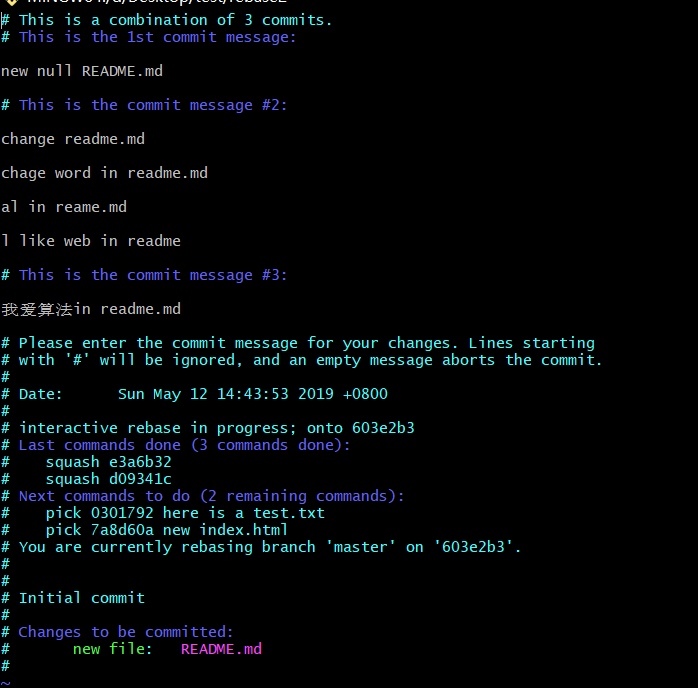 # This is a combination of 3 commits.
# This is the 1st commit message:
new null README.md
# This is the commit message #2:
change readme.md
chage word in readme.md
al in reame.md
l like web in readme
# This is the commit message #3:
我爱算法in readme.md
# Please enter the commit message for your changes. Lines starting
# with '#' will be ignored, and an empty message aborts the commit.
#
# Date:      Sun May 12 14:43:53 2019 +0800
#
# interactive rebase in progress; onto 603e2b3
# Last commands done (3 commands done):
#    squash e3a6b32
#    squash d09341c
# Next commands to do (2 remaining commands):
#    pick 0301792 here is a test.txt
#    pick 7a8d60a new index.html
# You are currently rebasing branch 'master' on '603e2b3'.
#
#
# Initial commit
#
# Changes to be committed:
#       new file:   README.md
#
~